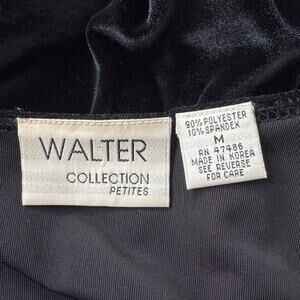 WALTER
COLLECTION
PETITES
90% POLYESTER
10% SPANDEX
M
RN 47486
MADE IN KOREA
SEE REVERSE
FOR CARE